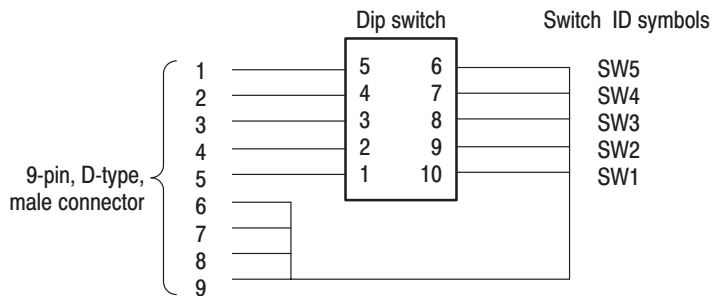 Dip switch Switch ID symbols
1 5 6 SW5
2 4 7 SW4
3 3 8 SW3
4 2 9 SW2
5 1 10 SW1
9-pin, D-type,
male connector
6
7
8
9